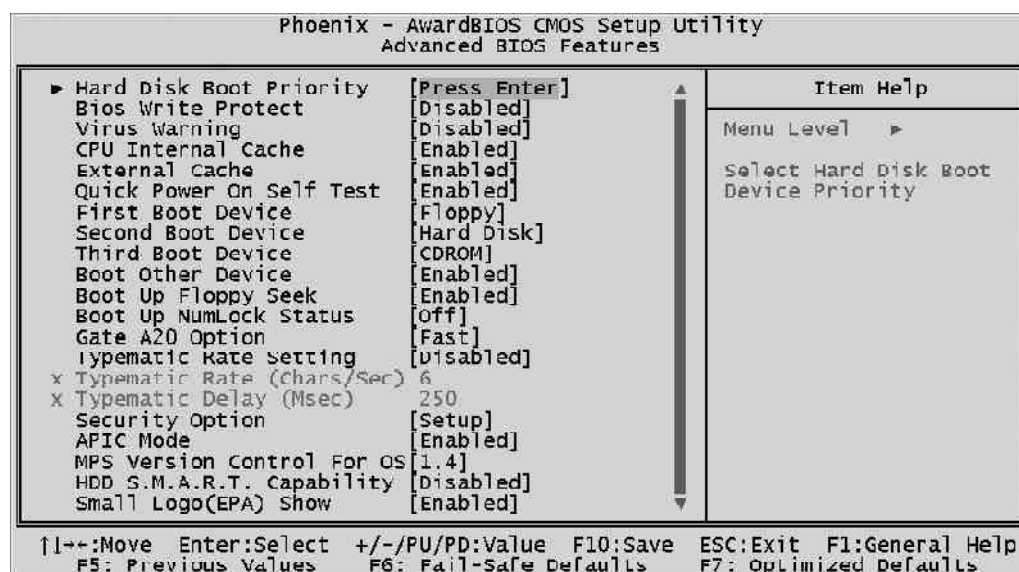 Phoenix - AwardBIOS CMOS Setup Utility
Advanced BIOS Features
Hard Disk Boot Priority [Press Enter]
Bios Write Protect [Disabled]
Virus Warning [Disabled]
CPU Internal Cache [Enabled]
External Cache [Enabled]
Quick Power On Self Test [Enabled]
First Boot Device [Floppy]
Second Boot Device [Hard Disk]
Third Boot Device [CDROM]
Boot Other Device [Enabled]
Boot Up Floppy Seek [Enabled]
Boot Up NumLock Status [Off]
Gate A20 Option [Fast]
Typematic Rate Setting [Disabled]
x Typematic Rate (Chars/Sec) 6
x Typematic Delay (Msec) 250
Security Option [Setup]
APIC Mode [Enabled]
MPS Version Control For OS[1.4]
HDD S.M.A.R.T. Capability [Disabled]
Small Logo(EPA) Show [Enabled]
Item Help
Menu Level ►
Select Hard Disk Boot
Device Priority
↑↓→←:Move Enter:Select +/-/PU/PD:Value F10:Save ESC:Exit F1:General Help
F5: Previous Values F6: Fail-Safe Defaults F7: Optimized Defaults